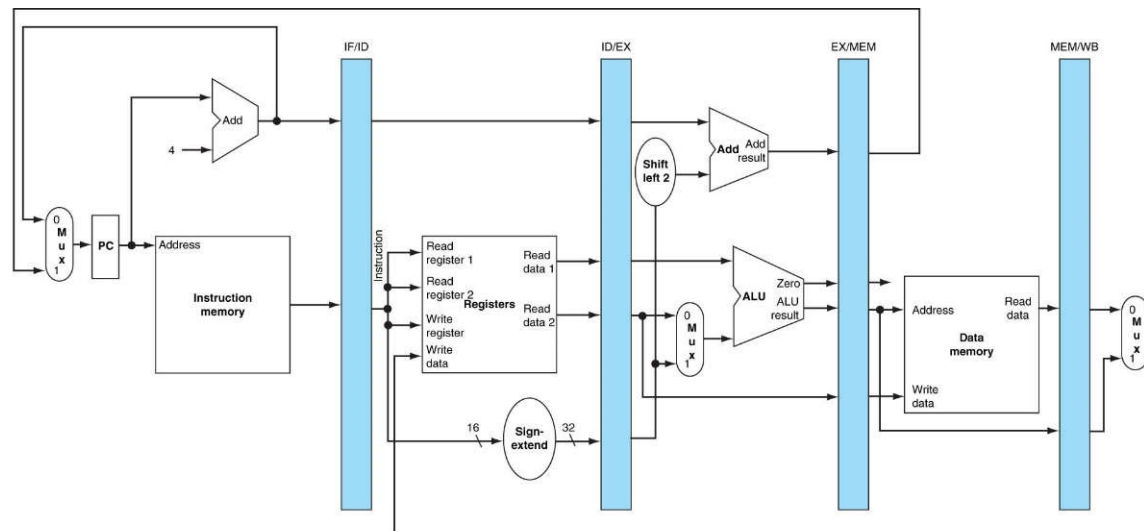 IF/ID
ID/EX
EX/MEM
MEM/WB
Add
4
Add
Add
result
Shift
left 2
0
M
u
x
1
PC
Address
Instruction
memory
Instruction
Read
register 1
Read
register 2
Write
register
Write
data
Registers
Read
data 1
Read
data 2
0
M
u
x
1
Zero
ALU
ALU
result
Address
Read
data
Data
memory
Write
data
0
M
u
x
1
16
Sign-
extend
32